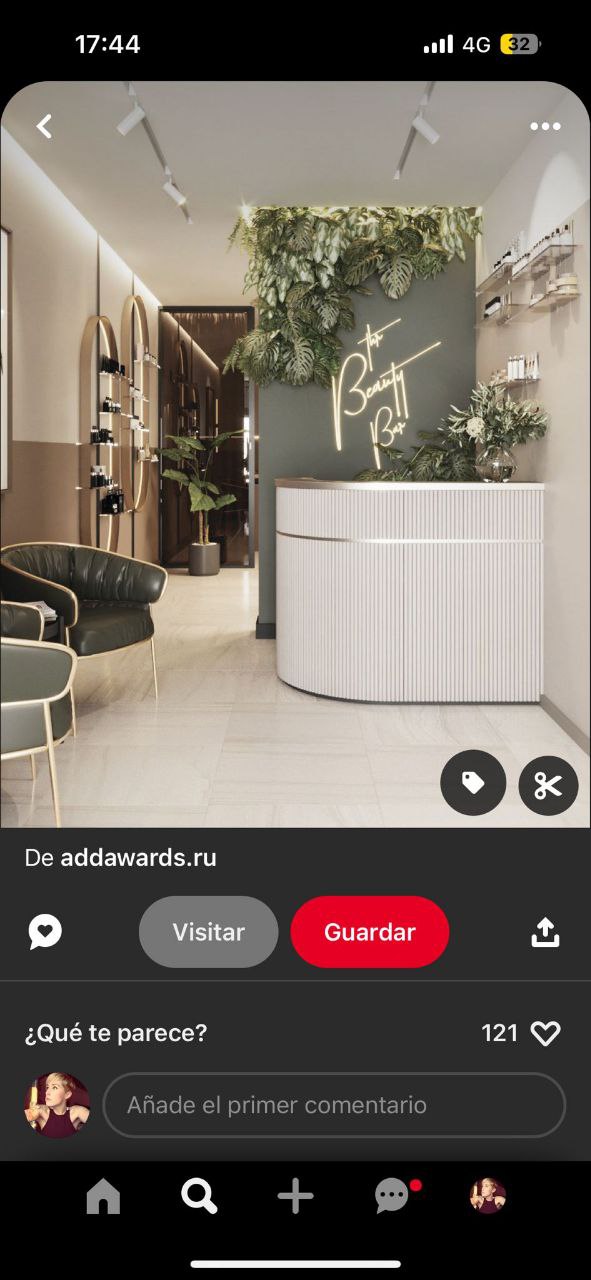 17:44
4G 32
the
Beauty
Bar
De addawards.ru
Visitar
Guardar
¿Qué te parece?
121
Añade el primer comentario